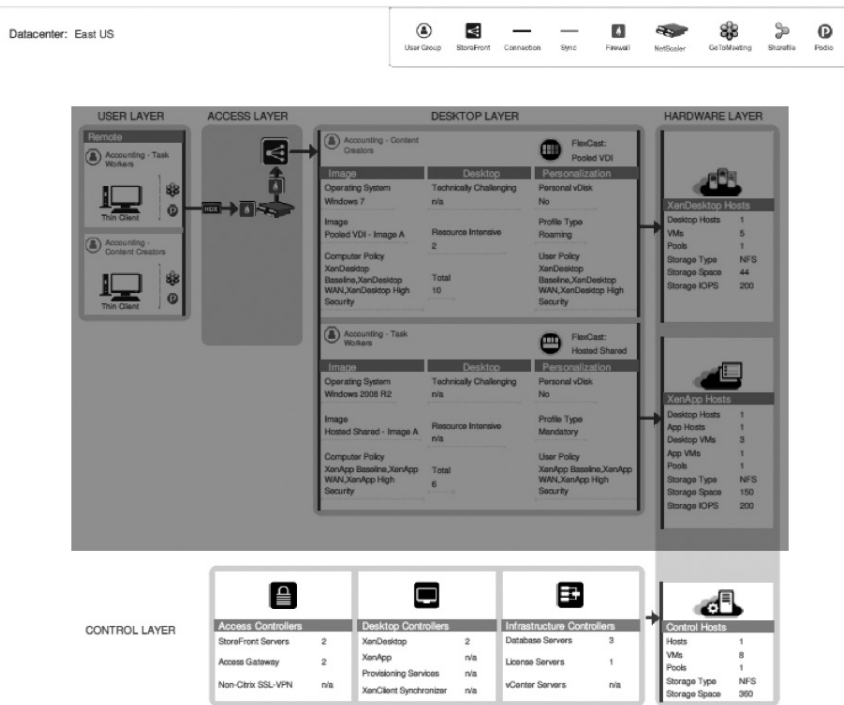 Datacenter: East US
User Group
StoreFront
Connection
Sync
Firewall
NetScaler
GoToMeeting
Sharefile
Podio
USER LAYER
ACCESS LAYER
DESKTOP LAYER
HARDWARE LAYER
Remote
Accounting - Task
Workers
Thin Client
Accounting -
Content Creators
Thin Client
HDX
Accounting - Content
Creators
FlexCast:
Pooled VDI
Image
Desktop
Personalization
Operating System
Technically Challenging
Personal vDisk
Windows 7
n/a
No
Image
Profile Type
Pooled VDI - Image A
Resource Intensive
Roaming
2
Computer Policy
User Policy
XenDesktop
Baseline,XenDesktop
WAN,XenDesktop High
Security
Total
10
XenDesktop
Baseline,XenDesktop
WAN,XenDesktop High
Security
Accounting - Task
Workers
FlexCast:
Hosted Shared
Image
Desktop
Personalization
Operating System
Technically Challenging
Personal vDisk
Windows 2008 R2
n/a
No
Image
Profile Type
Hosted Shared - Image A
Resource Intensive
Mandatory
n/a
Computer Policy
User Policy
XenApp Baseline,XenApp
WAN,XenApp High
Security
Total
6
XenApp Baseline,XenApp
WAN,XenApp High
Security
XenDesktop Hosts
Desktop Hosts 1
VMs 5
Pools 1
Storage Type NFS
Storage Space 44
Storage IOPS 200
XenApp Hosts
Desktop Hosts 1
App Hosts 1
Desktop VMs 3
App VMs 1
Pools 1
Storage Type NFS
Storage Space 150
Storage IOPS 200
CONTROL LAYER
Access Controllers
StoreFront Servers 2
Access Gateway 2
Non-Citrix SSL-VPN n/a
Desktop Controllers
XenDesktop 2
XenApp n/a
Provisioning Services n/a
XenClient Synchronizer n/a
Infrastructure Controllers
Database Servers 3
License Servers 1
vCenter Servers n/a
Control Hosts
Hosts 1
VMs 8
Pools 1
Storage Type NFS
Storage Space 360